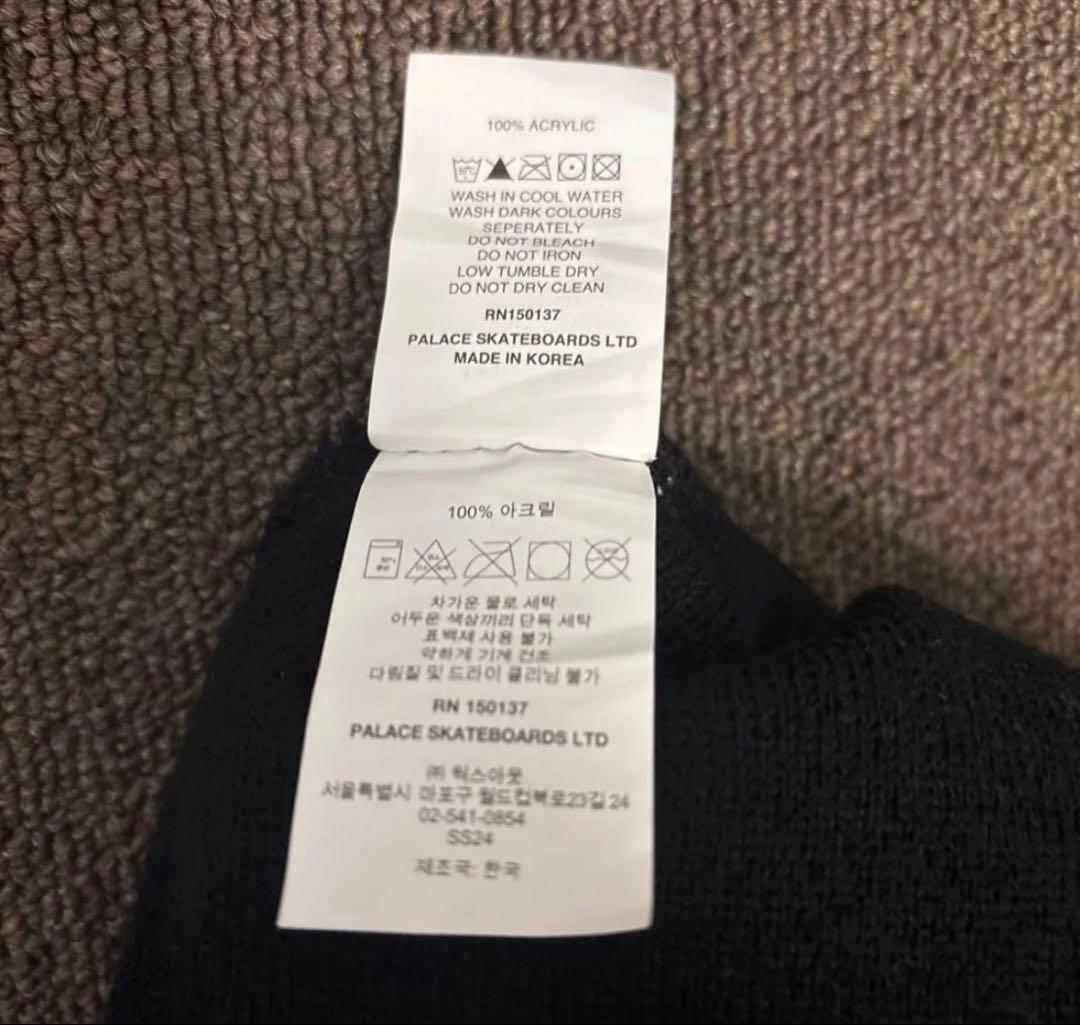 100% ACRYLIC
30°C
WASH IN COOL WATER
WASH DARK COLOURS
SEPERATELY
DO NOT BLEACH
DO NOT IRON
LOW TUMBLE DRY
DO NOT DRY CLEAN
RN150137
PALACE SKATEBOARDS LTD
MADE IN KOREA
100% 아크릴
차가운 물로 세탁
어두운 색상끼리 단독 세탁
표백제 사용 불가
약하게 기계 건조
다림질 및 드라이 클리닝 불가
RN 150137
PALACE SKATEBOARDS LTD
㈜ 웍스아웃
서울특별시 마포구 월드컵북로23길 24
02-541-0854
SS24
제조국: 한국